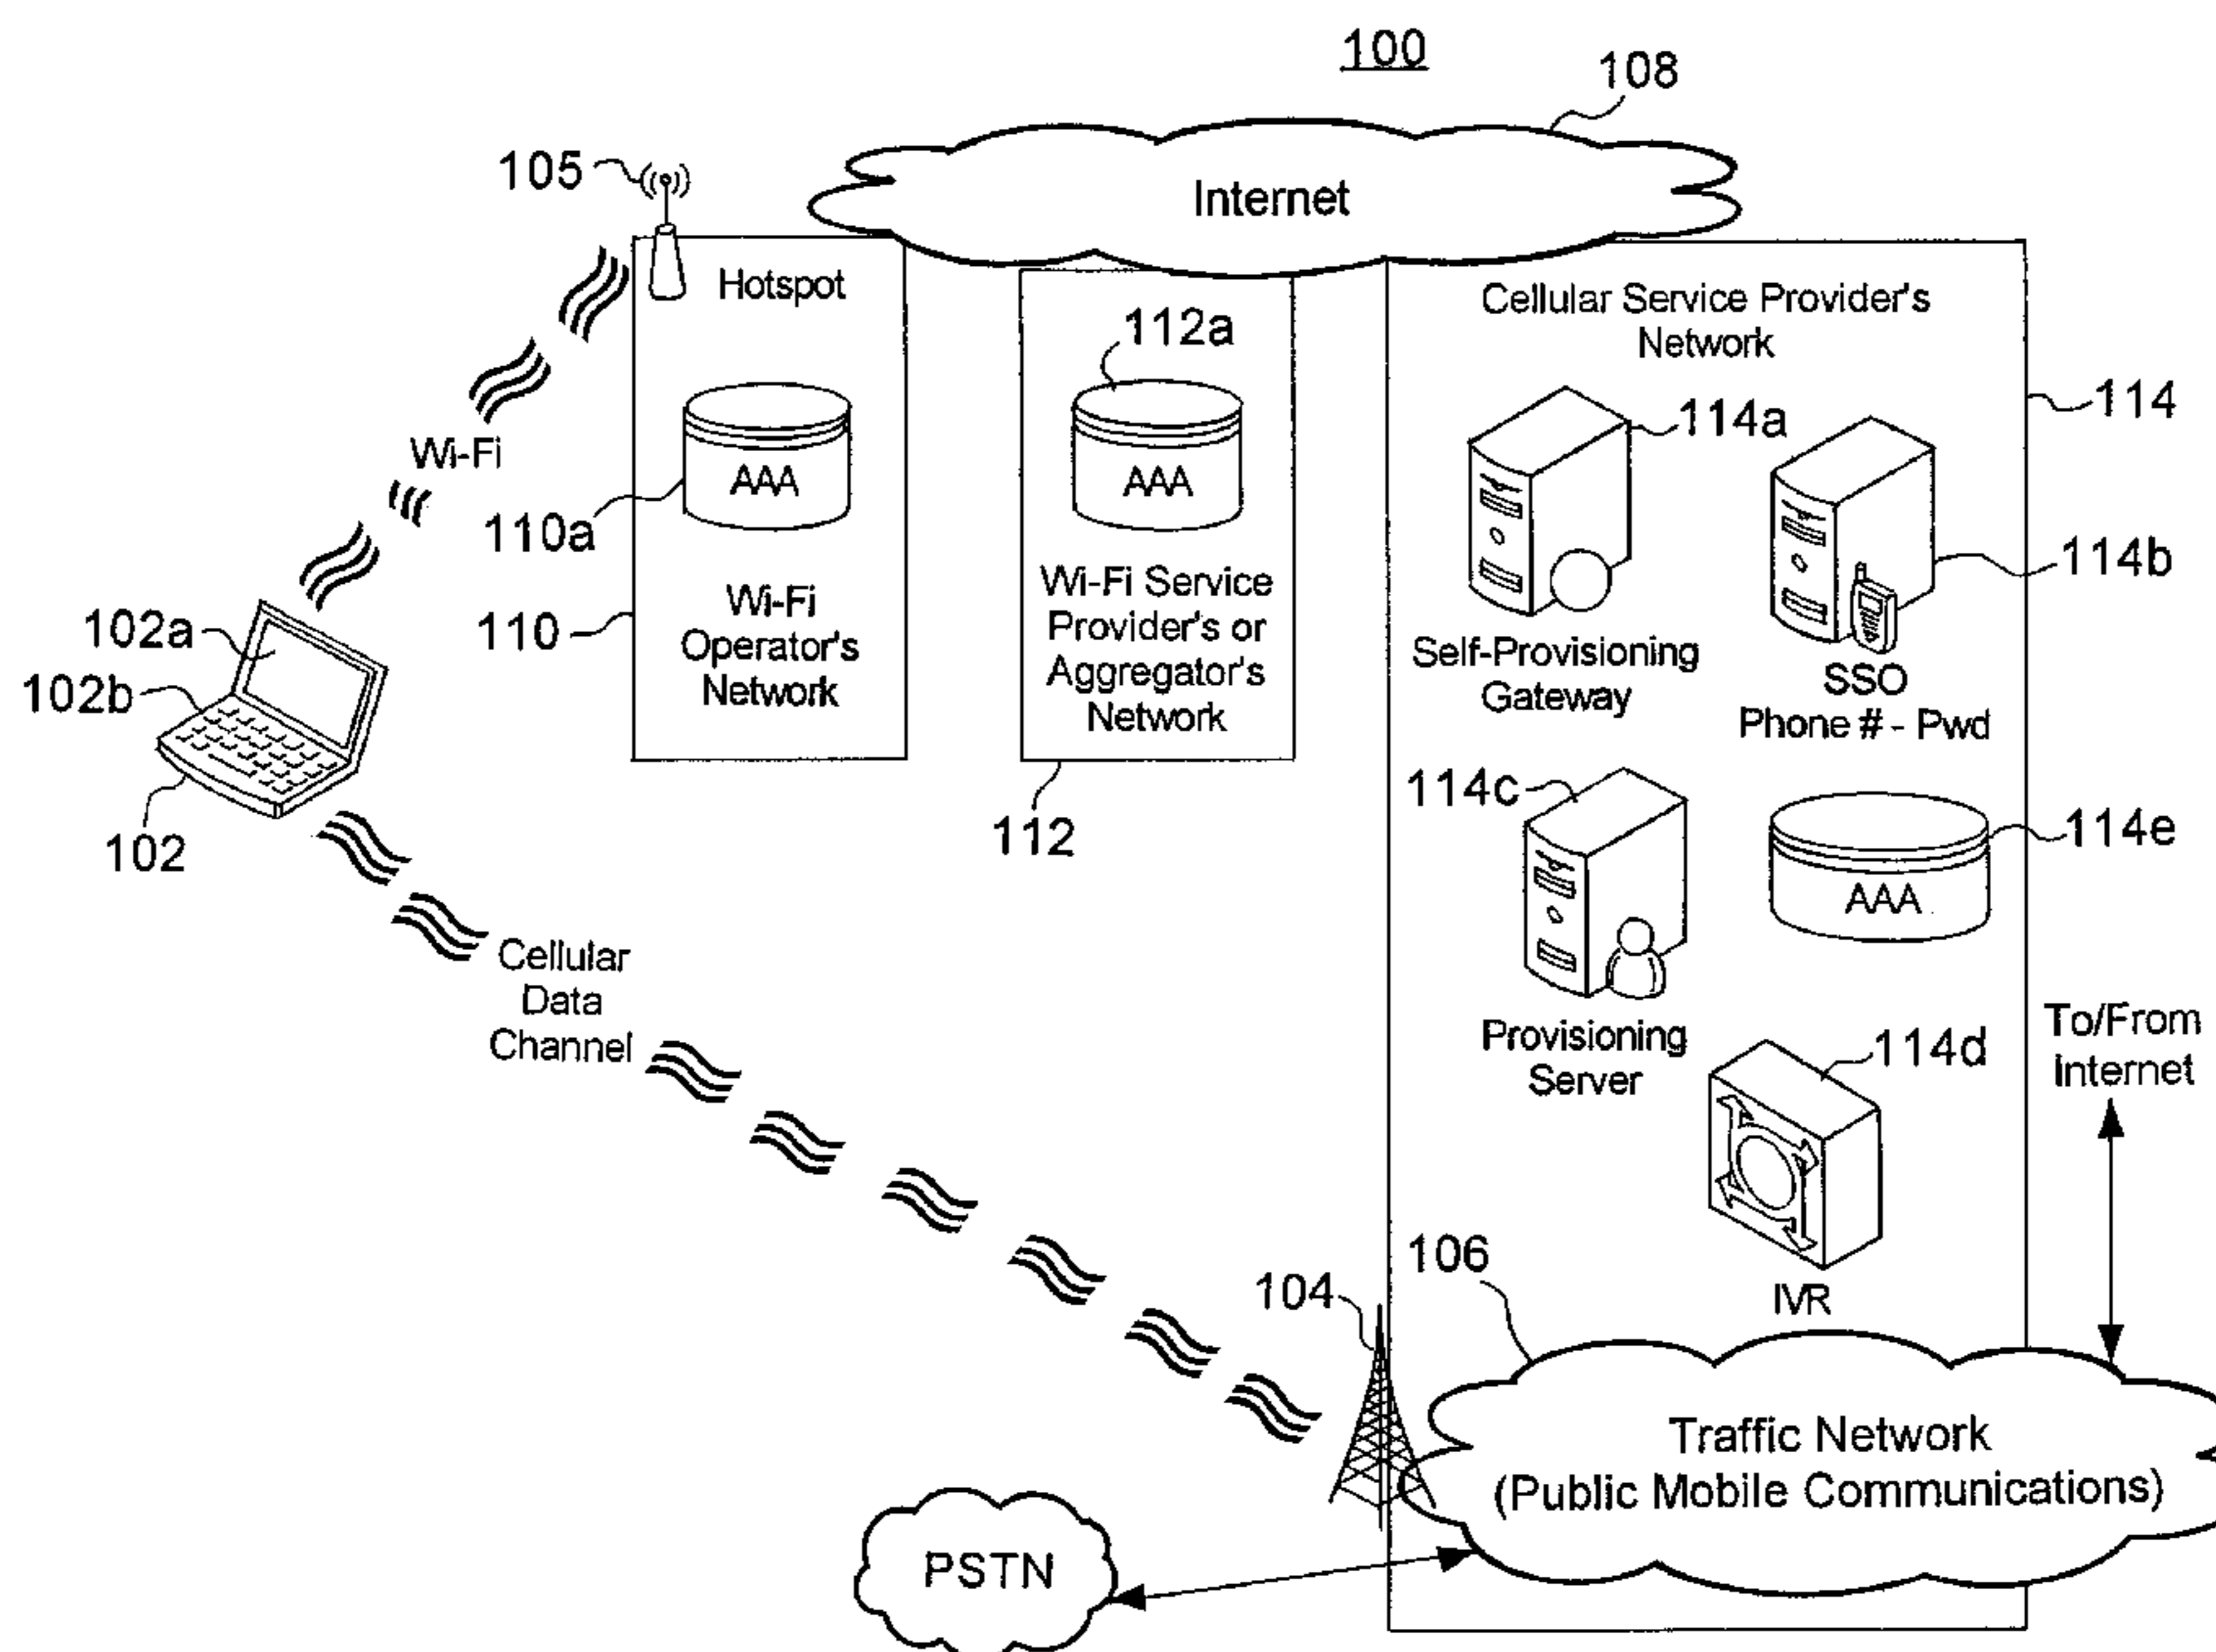 100
108
105
Internet
Hotspot
Cellular Service Provider's
Network
112a
114
114a
Wi-Fi
AAA
AAA
110a
114b
Wi-Fi Service
Provider's or
Aggregator's
Network
Wi-Fi
Operator's
Network
110
102a
102b
102
Self-Provisioning
Gateway
SSO
Phone # - Pwd
112
114c
114e
AAA
Cellular
Data
Channel
Provisioning
Server
To/From
Internet
114d
106
104
IVR
Traffic Network
(Public Mobile Communications)
PSTN